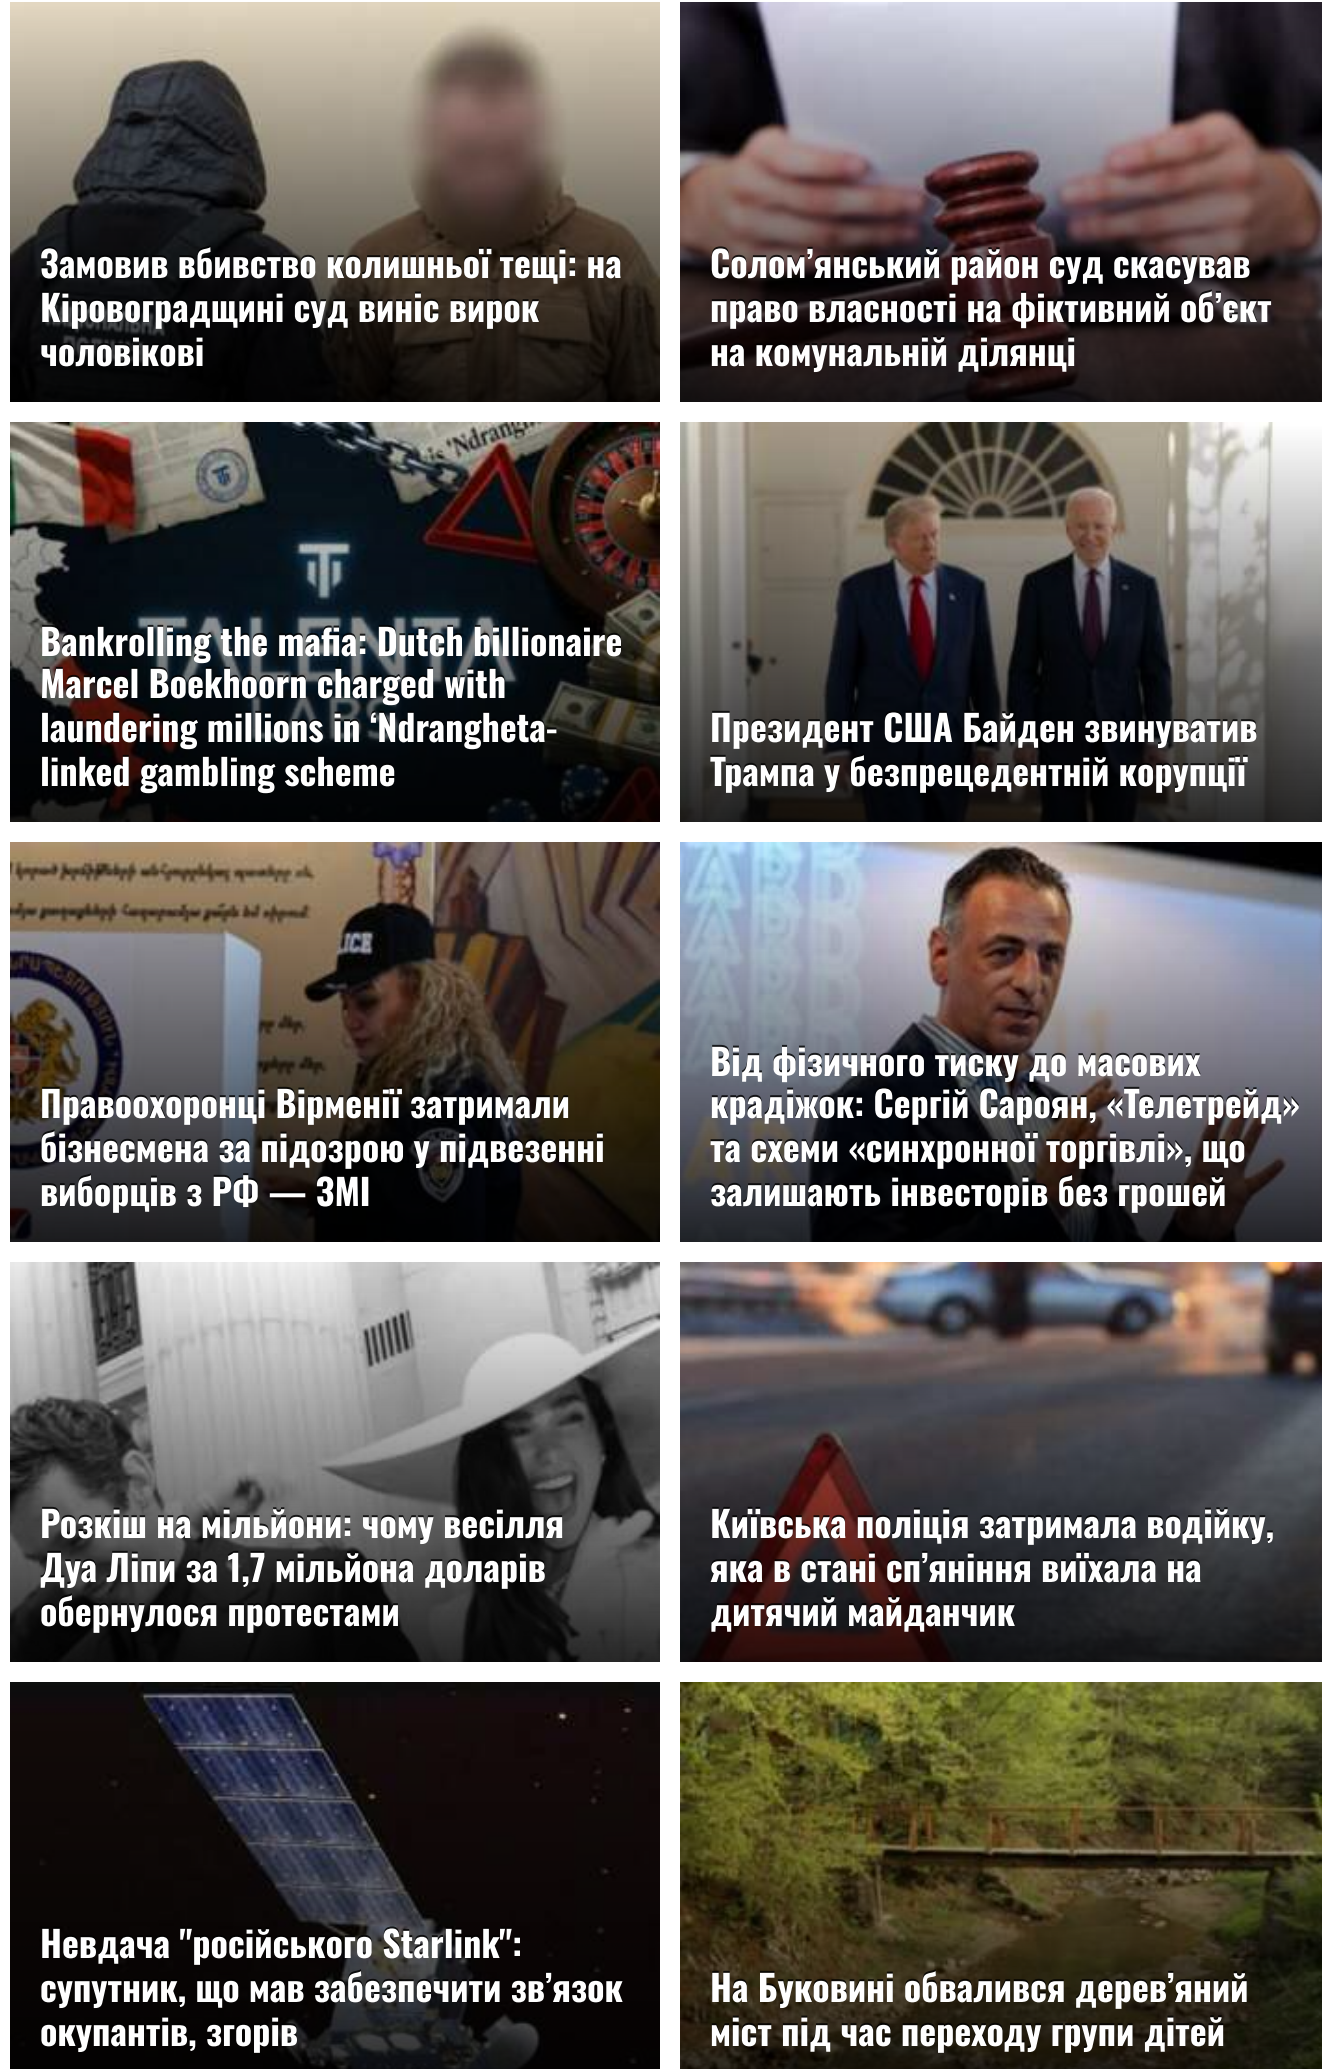 Замовив вбивство колишньої тещі: на
Кіровоградщині суд виніс вирок
чоловікові
Солом’янський район суд скасував
право власності на фіктивний об’єкт
на комунальній ділянці
is 'Ndrang
TALENTA
Bankrolling the mafia: Dutch billionaire
Marcel Boekhoorn charged with
laundering millions in ‘Ndrangheta-
linked gambling scheme
Президент США Байден звинуватив
Трампа у безпрецедентній корупції
LICE
Правоохоронці Вірменії затримали
бізнесмена за підозрою у підвезенні
виборців з РФ — ЗМІ
Від фізичного тиску до масових
крадіжок: Сергій Сароян, «Телетрейд»
та схеми «синхронної торгівлі», що
залишають інвесторів без грошей
Розкіш на мільйони: чому весілля
Дуа Ліпи за 1,7 мільйона доларів
обернулося протестами
Київська поліція затримала водійку,
яка в стані сп’яніння виїхала на
дитячий майданчик
Невдача "російського Starlink":
супутник, що мав забезпечити зв’язок
окупантів, згорів
На Буковині обвалився дерев’яний
міст під час переходу групи дітей